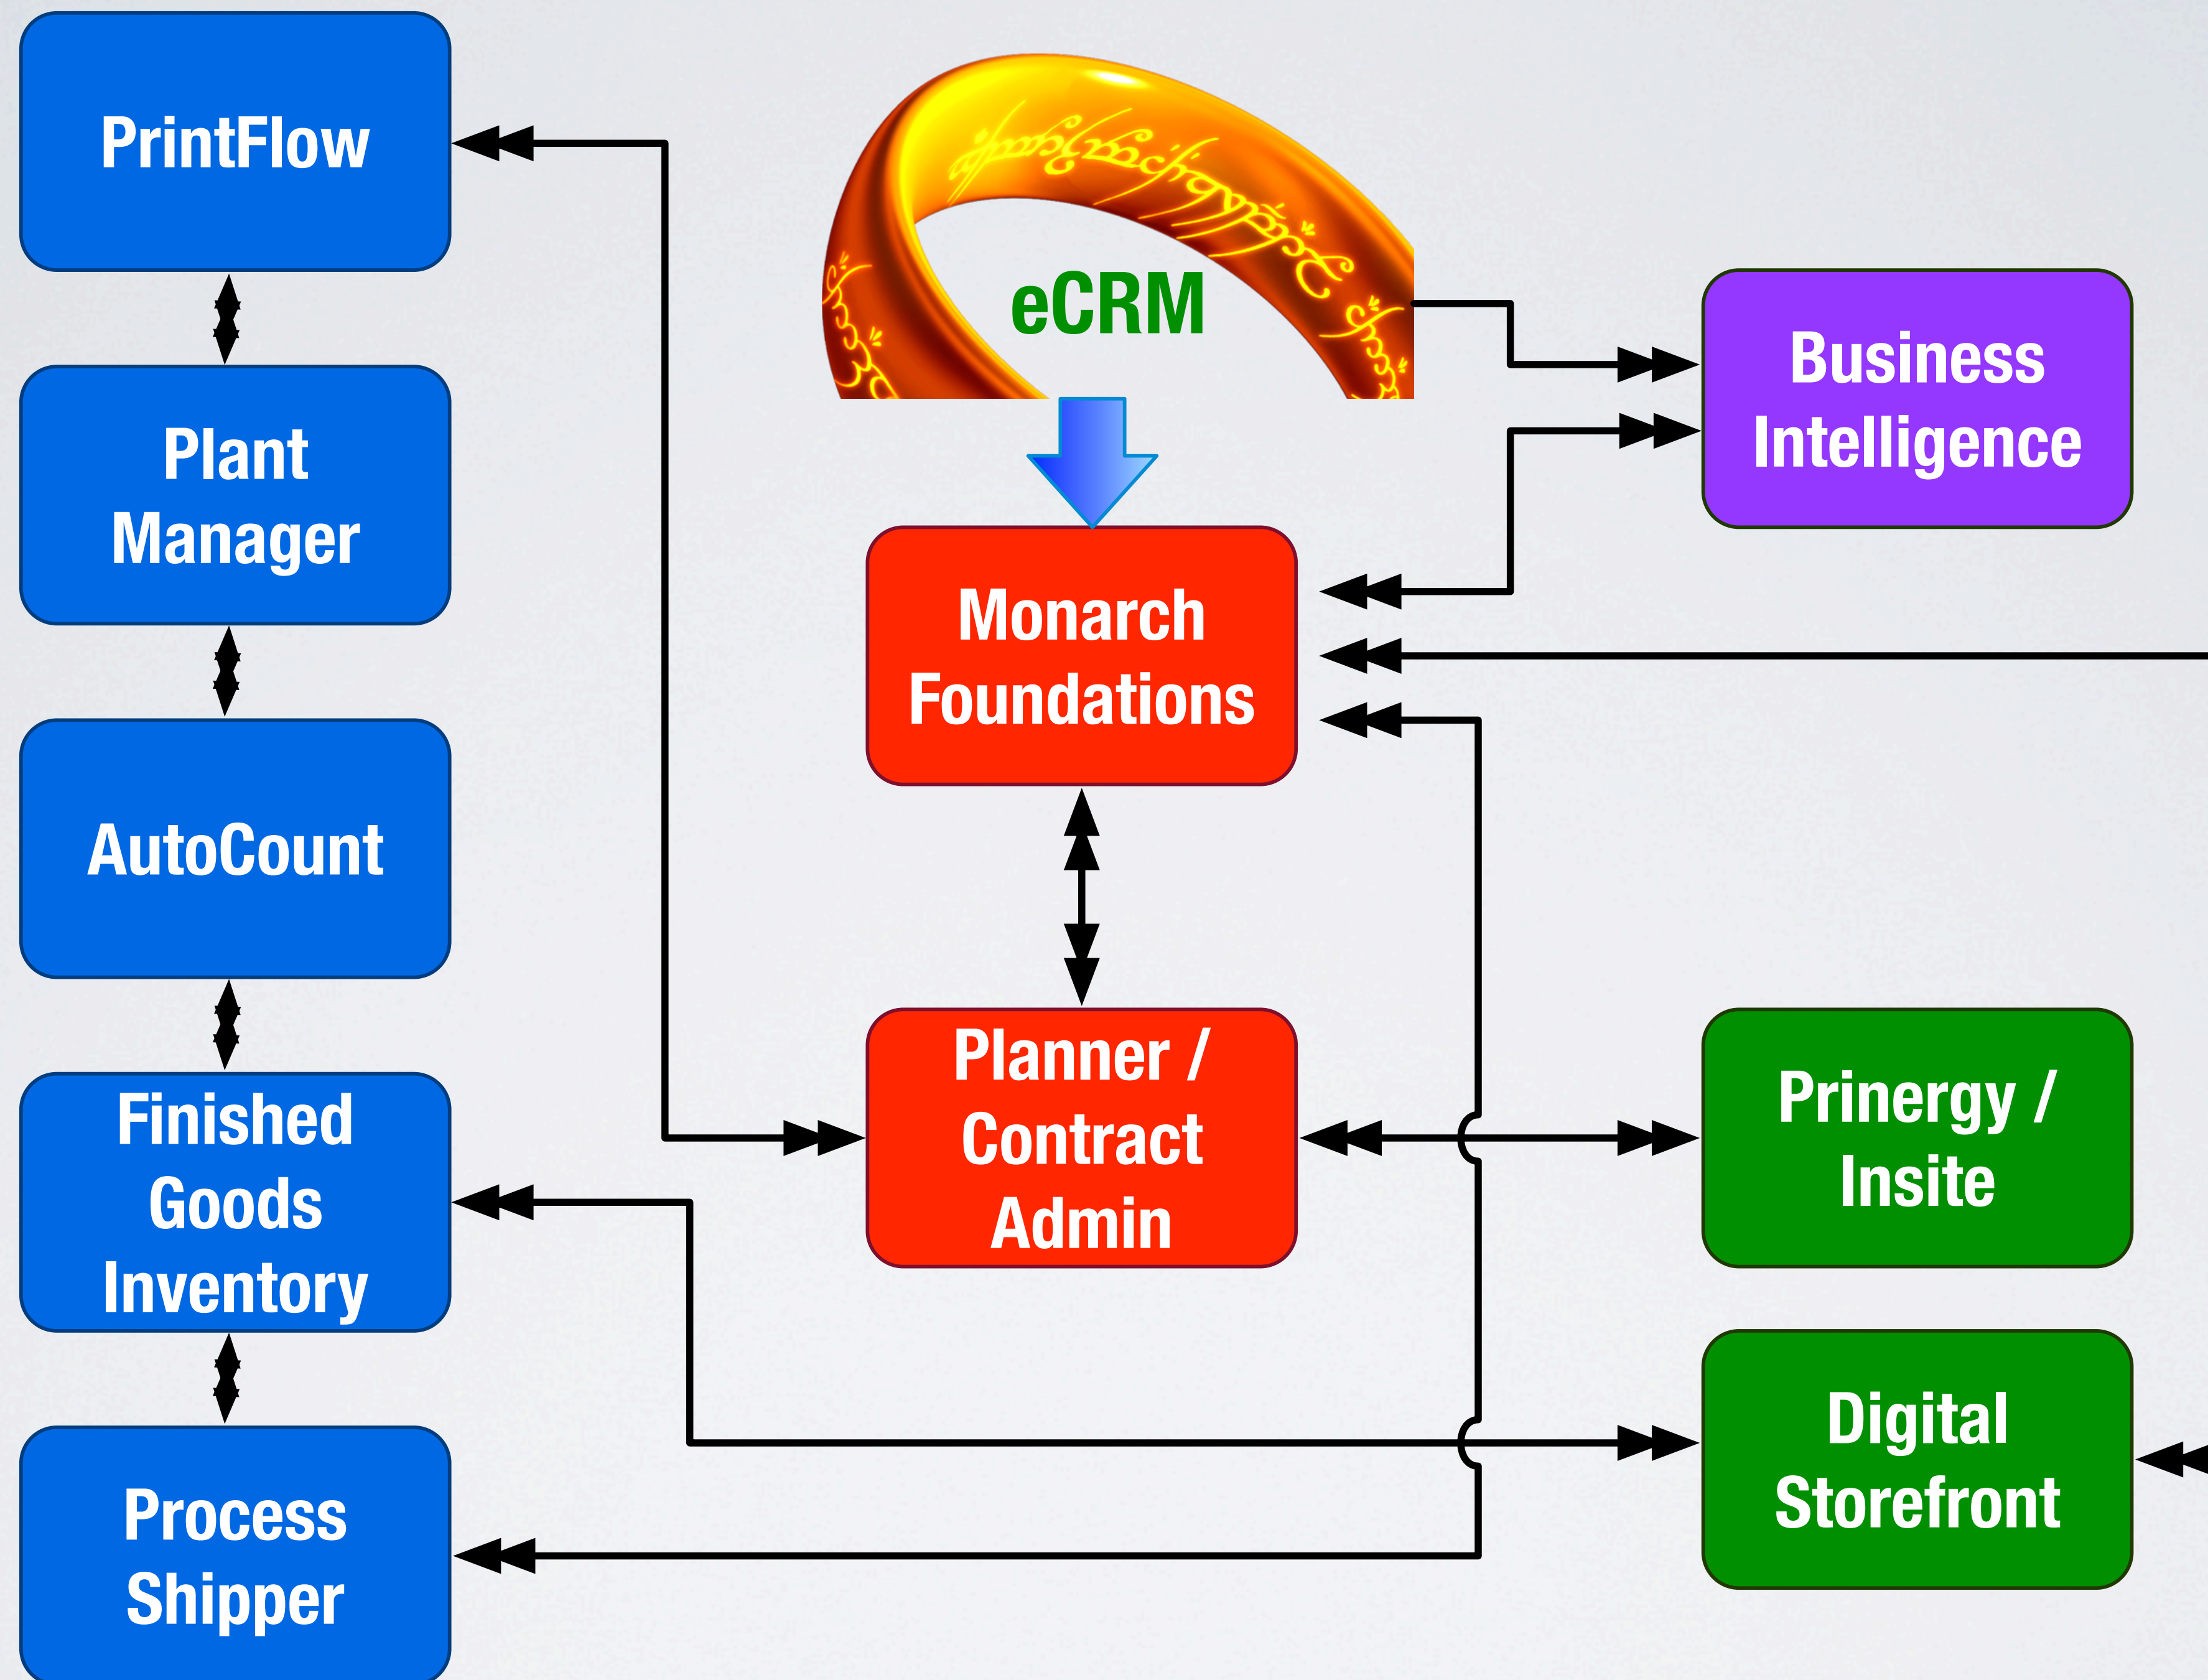 PrintFlow
eCRM
Business
Intelligence
Plant
Manager
Monarch
Foundations
AutoCount
Planner /
Contract
Admin
Prinergy /
Insite
Finished
Goods
Inventory
Digital
Storefront
Process
Shipper